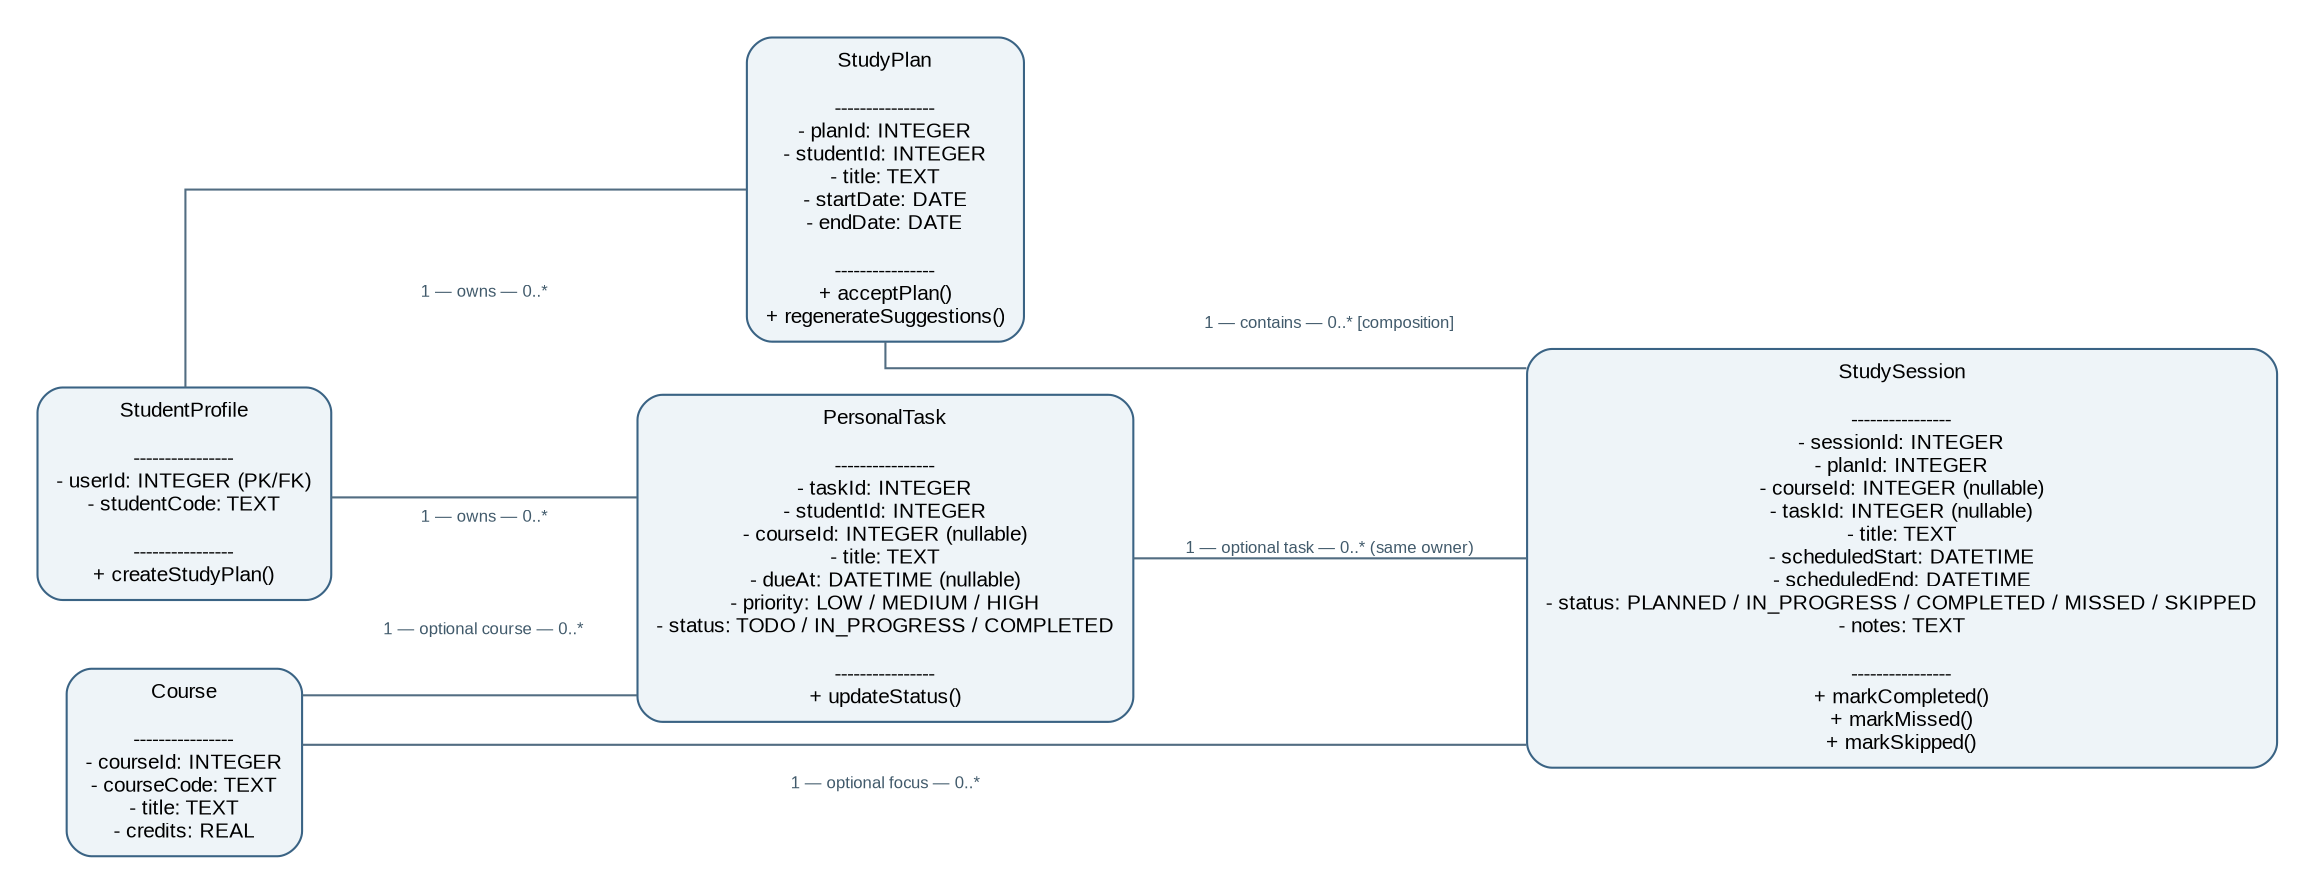 StudyPlan
----------------
- planId: INTEGER
- studentId: INTEGER
- title: TEXT
- startDate: DATE
- endDate: DATE
----------------
+ acceptPlan()
+ regenerateSuggestions()
1 — owns — 0..*
1 — contains — 0..* [composition]
StudentProfile
----------------
- userId: INTEGER (PK/FK)
- studentCode: TEXT
----------------
+ createStudyPlan()
1 — owns — 0..*
PersonalTask
----------------
- taskId: INTEGER
- studentId: INTEGER
- courseId: INTEGER (nullable)
- title: TEXT
- dueAt: DATETIME (nullable)
- priority: LOW / MEDIUM / HIGH
- status: TODO / IN_PROGRESS / COMPLETED
----------------
+ updateStatus()
1 — optional task — 0..* (same owner)
StudySession
----------------
- sessionId: INTEGER
- planId: INTEGER
- courseId: INTEGER (nullable)
- taskId: INTEGER (nullable)
- title: TEXT
- scheduledStart: DATETIME
- scheduledEnd: DATETIME
- status: PLANNED / IN_PROGRESS / COMPLETED / MISSED / SKIPPED
- notes: TEXT
----------------
+ markCompleted()
+ markMissed()
+ markSkipped()
1 — optional course — 0..*
Course
----------------
- courseId: INTEGER
- courseCode: TEXT
- title: TEXT
- credits: REAL
1 — optional focus — 0..*